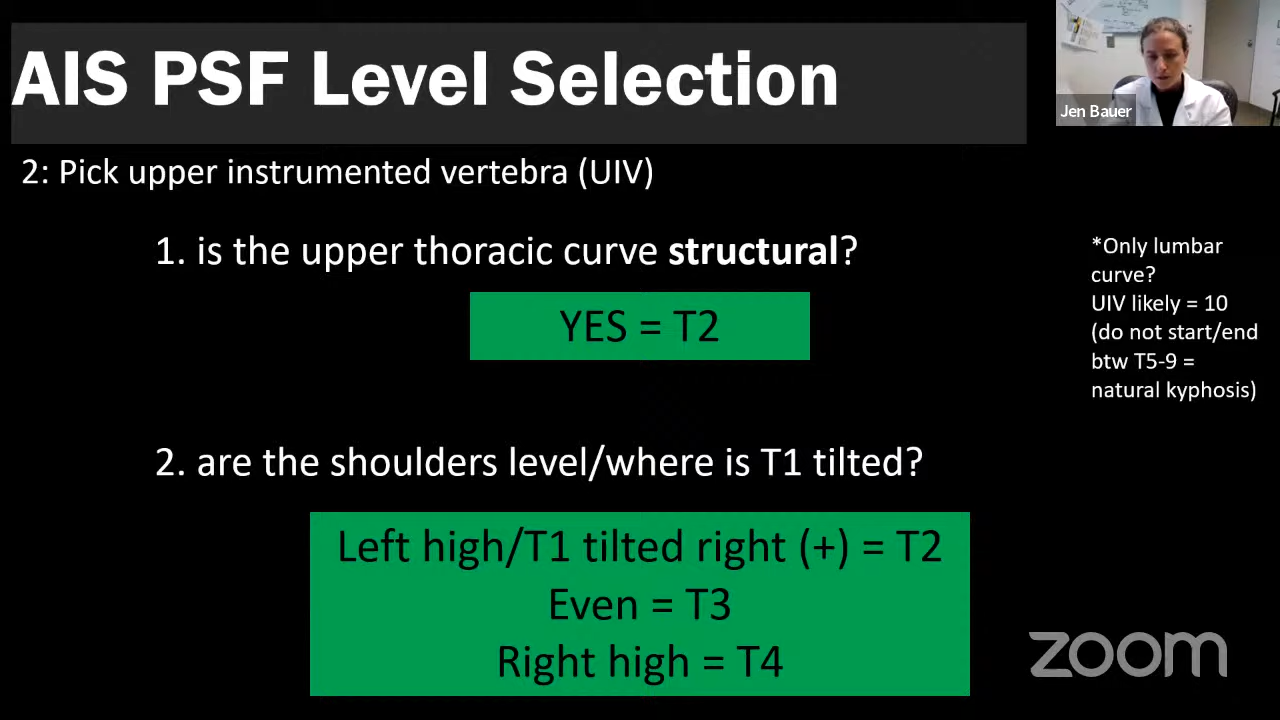 AIS PSF Level Selection
Jen Bauer
2: Pick upper instrumented vertebra (UIV)
1. is the upper thoracic curve structural?
YES = T2
*Only lumbar
curve?
UIV likely = 10
(do not start/end
btw T5-9 =
natural kyphosis)
2. are the shoulders level/where is T1 tilted?
Left high/T1 tilted right (+) = T2
Even = T3
Right high = T4
zoom